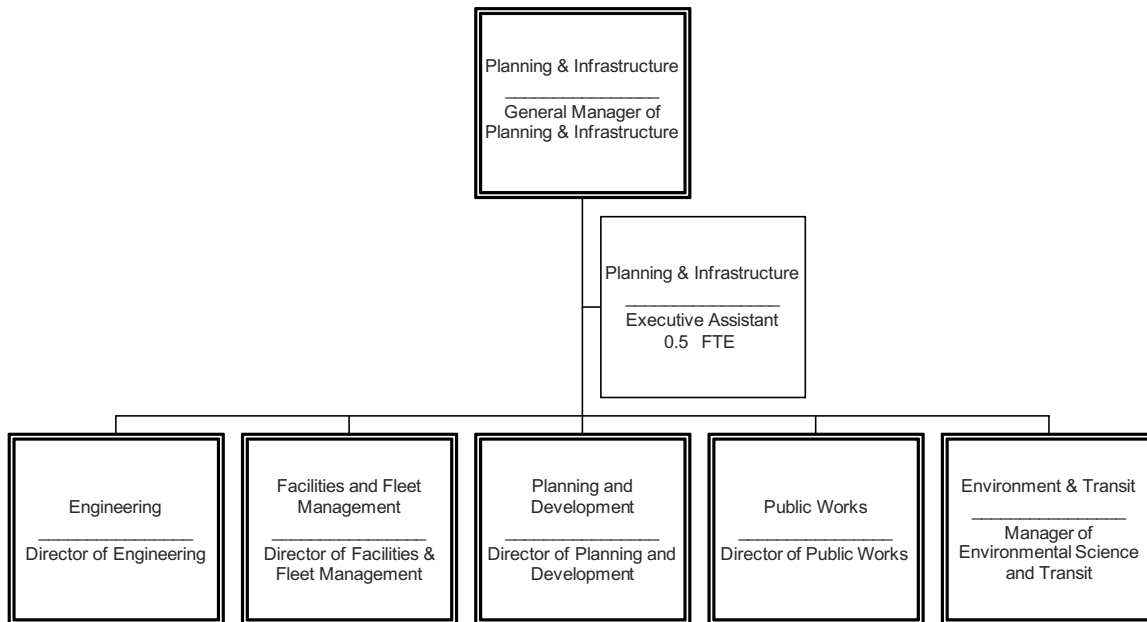 Planning & Infrastructure
________________
General Manager of
Planning & Infrastructure
Planning & Infrastructure
________________
Executive Assistant
0.5 FTE
Engineering
________________
Director of Engineering
Facilities and Fleet
Management
________________
Director of Facilities &
Fleet Management
Planning and
Development
________________
Director of Planning and
Development
Public Works
________________
Director of Public Works
Environment & Transit
________________
Manager of
Environmental Science
and Transit